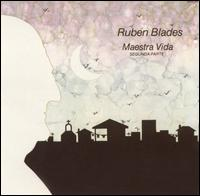 Ruben Blades
Maestra Vida
SEGUNDA PARTE